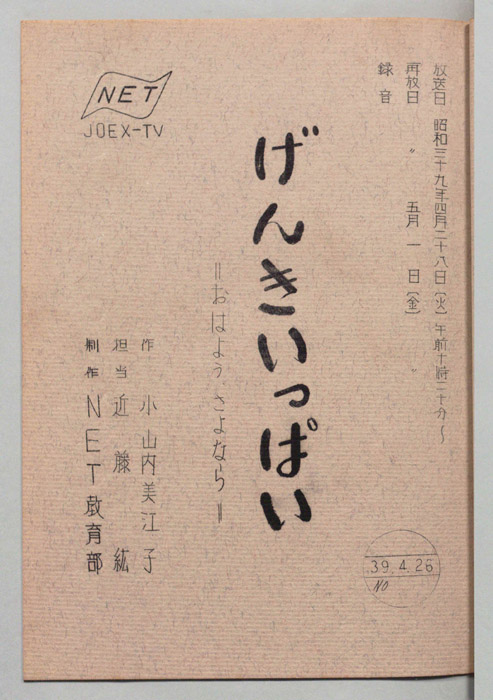 放送日 昭和三十九年四月二十八日〔火〕午前十時二十分〜
再放日 〃 五月一日〔金〕 〃
録音
げんきいっぱい
＝おはよう、さよなら＝
作 小山内美江子
担当 近藤紘
制作 NET教育部
NET
JOEX-TV
39.4.26
NO